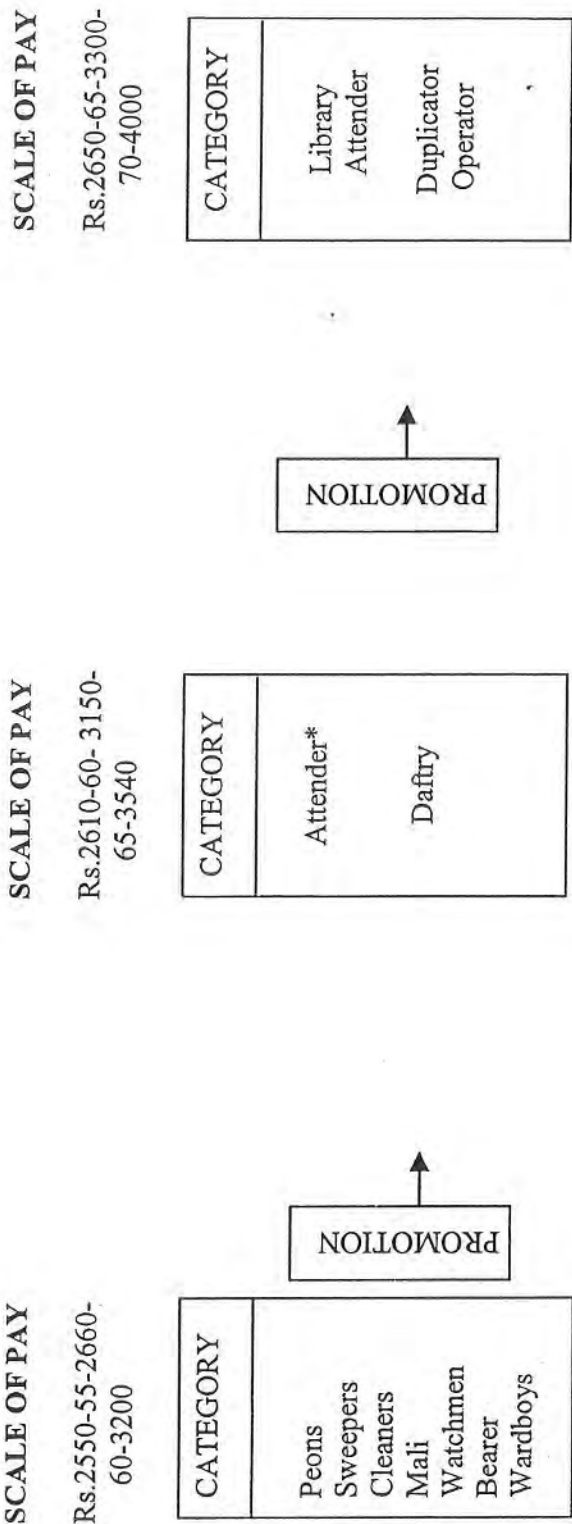 SCALE OF PAY
Rs.2550-55-2660-
60-3200
CATEGORY
Peons
Sweepers
Cleaners
Mali
Watchmen
Bearer
Wardboys
PROMOTION
SCALE OF PAY
Rs.2610-60- 3150-
65-3540
CATEGORY
Attender*
Daftry
PROMOTION
SCALE OF PAY
Rs.2650-65-3300-
70-4000
CATEGORY
Library
Attender
Duplicator
Operator